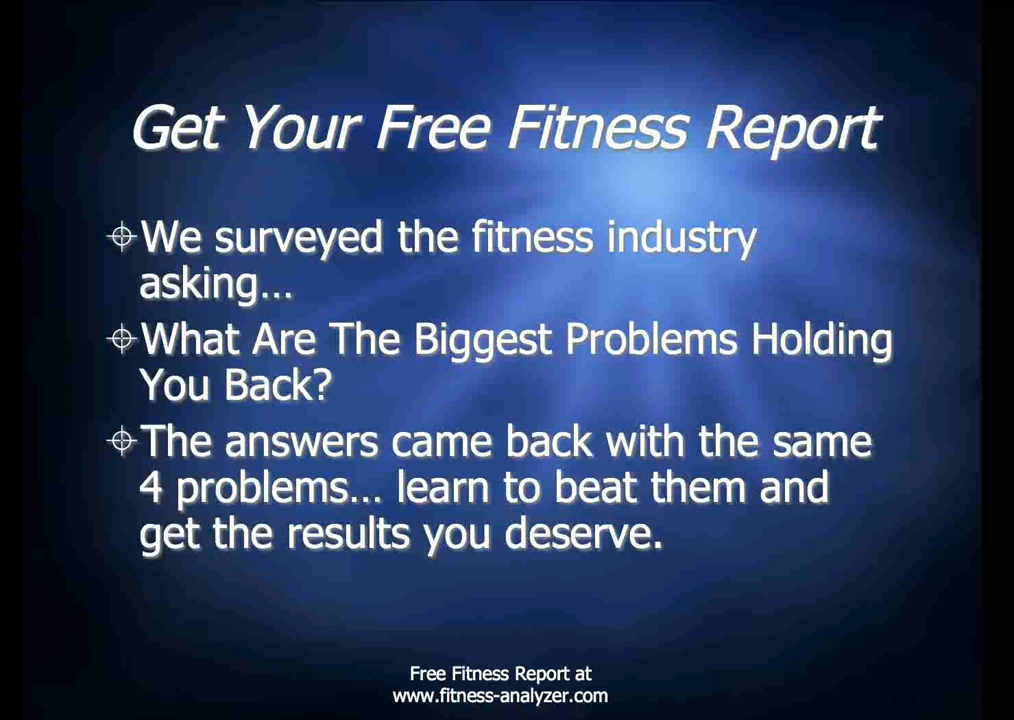 Get Your Free Fitness Report
We surveyed the fitness industry
asking...
What Are The Biggest Problems Holding
You Back?
The answers came back with the same
4 problems... learn to beat them and
get the results you deserve.
Free Fitness Report at
www.fitness-analyzer.com